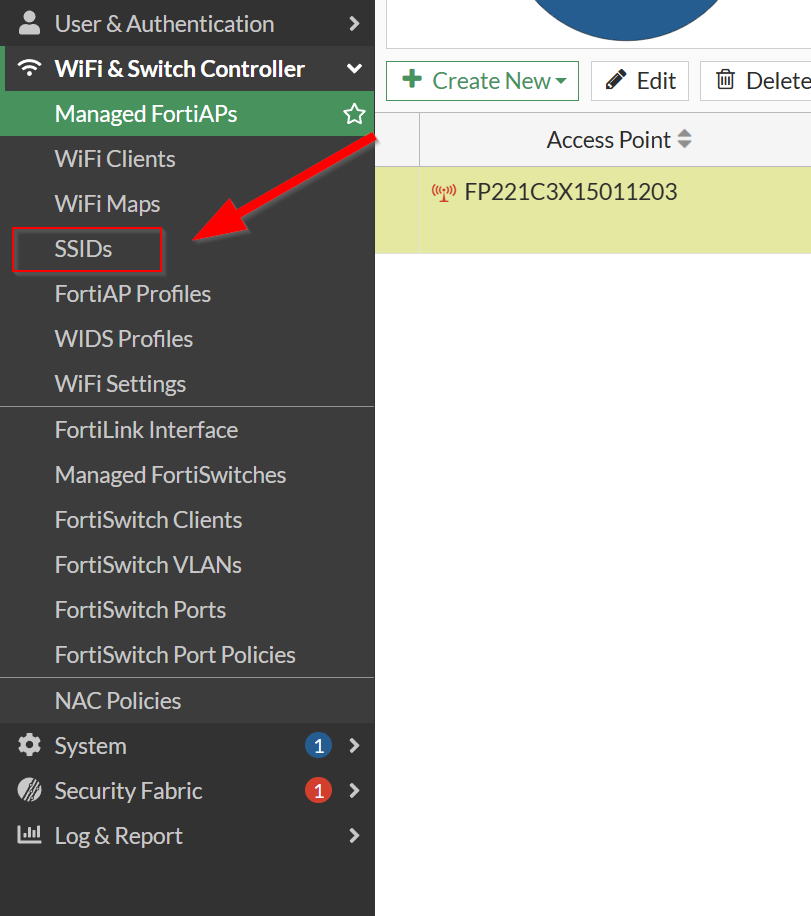 User & Authentication
WiFi & Switch Controller
Managed FortiAPs
WiFi Clients
WiFi Maps
SSIDs
FortiAP Profiles
WIDS Profiles
WiFi Settings
FortiLink Interface
Managed FortiSwitches
FortiSwitch Clients
FortiSwitch VLANs
FortiSwitch Ports
FortiSwitch Port Policies
NAC Policies
System 1
Security Fabric 1
Log & Report
Create New Edit Delete
Access Point
FP221C3X15011203